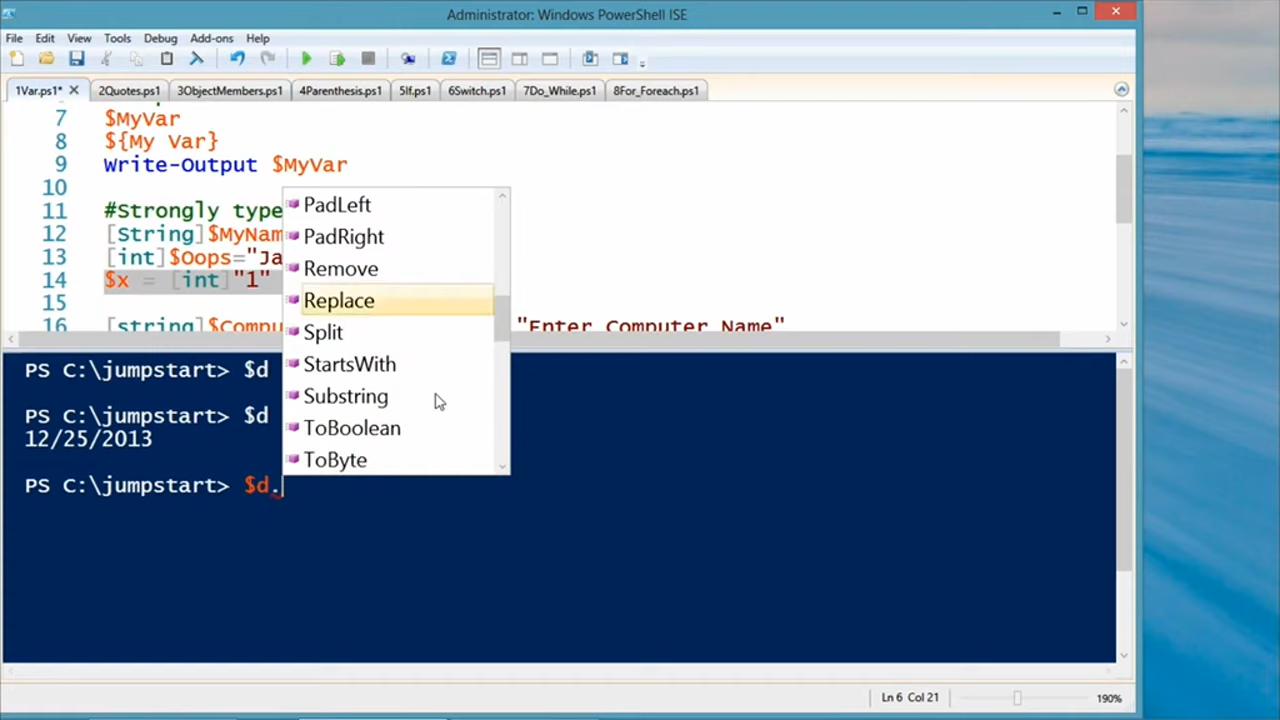 Administrator: Windows PowerShell ISE
File Edit View Tools Debug Add-ons Help
1Var.ps1* 2Quotes.ps1 3ObjectMembers.ps1 4Parenthesis.ps1 5If.ps1 6Switch.ps1 7Do_While.ps1 8For_Foreach.ps1
7 $MyVar
8 ${My Var}
9 Write-Output $MyVar
10
11 #Strongly type
12 [String]$MyNam
13 [int]$Oops="Ja
14 $x = [int]"1"
15
16 [string]$Compu "Enter Computer Name"
PadLeft
PadRight
Remove
Replace
Split
StartsWith
Substring
ToBoolean
ToByte
PS C:\jumpstart> $d
PS C:\jumpstart> $d
12/25/2013
PS C:\jumpstart> $d.
Ln 6 Col 21 190%